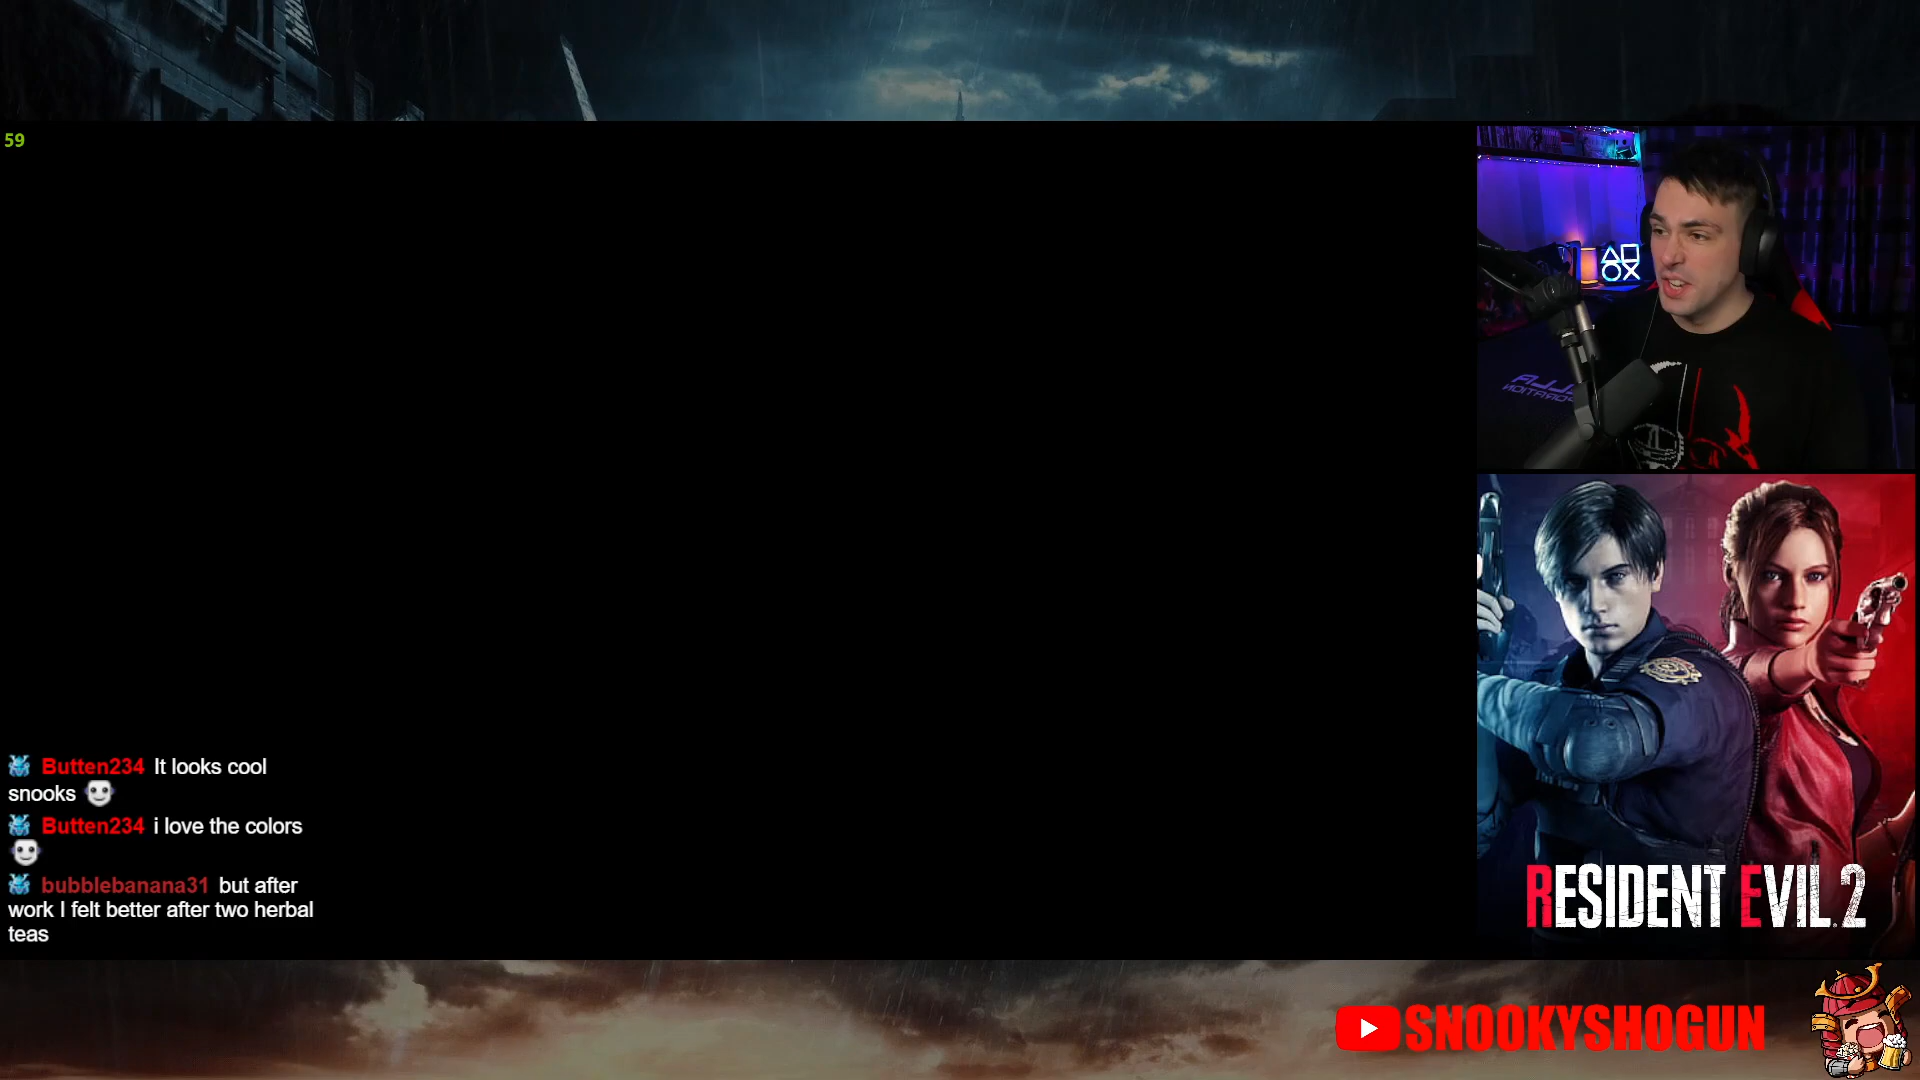 59
Butten234 It looks cool
snooks
Butten234 i love the colors
bubblebanana31 but after
work I felt better after two herbal
teas
RESIDENT EVIL.2
SNOOKYSHOGUN